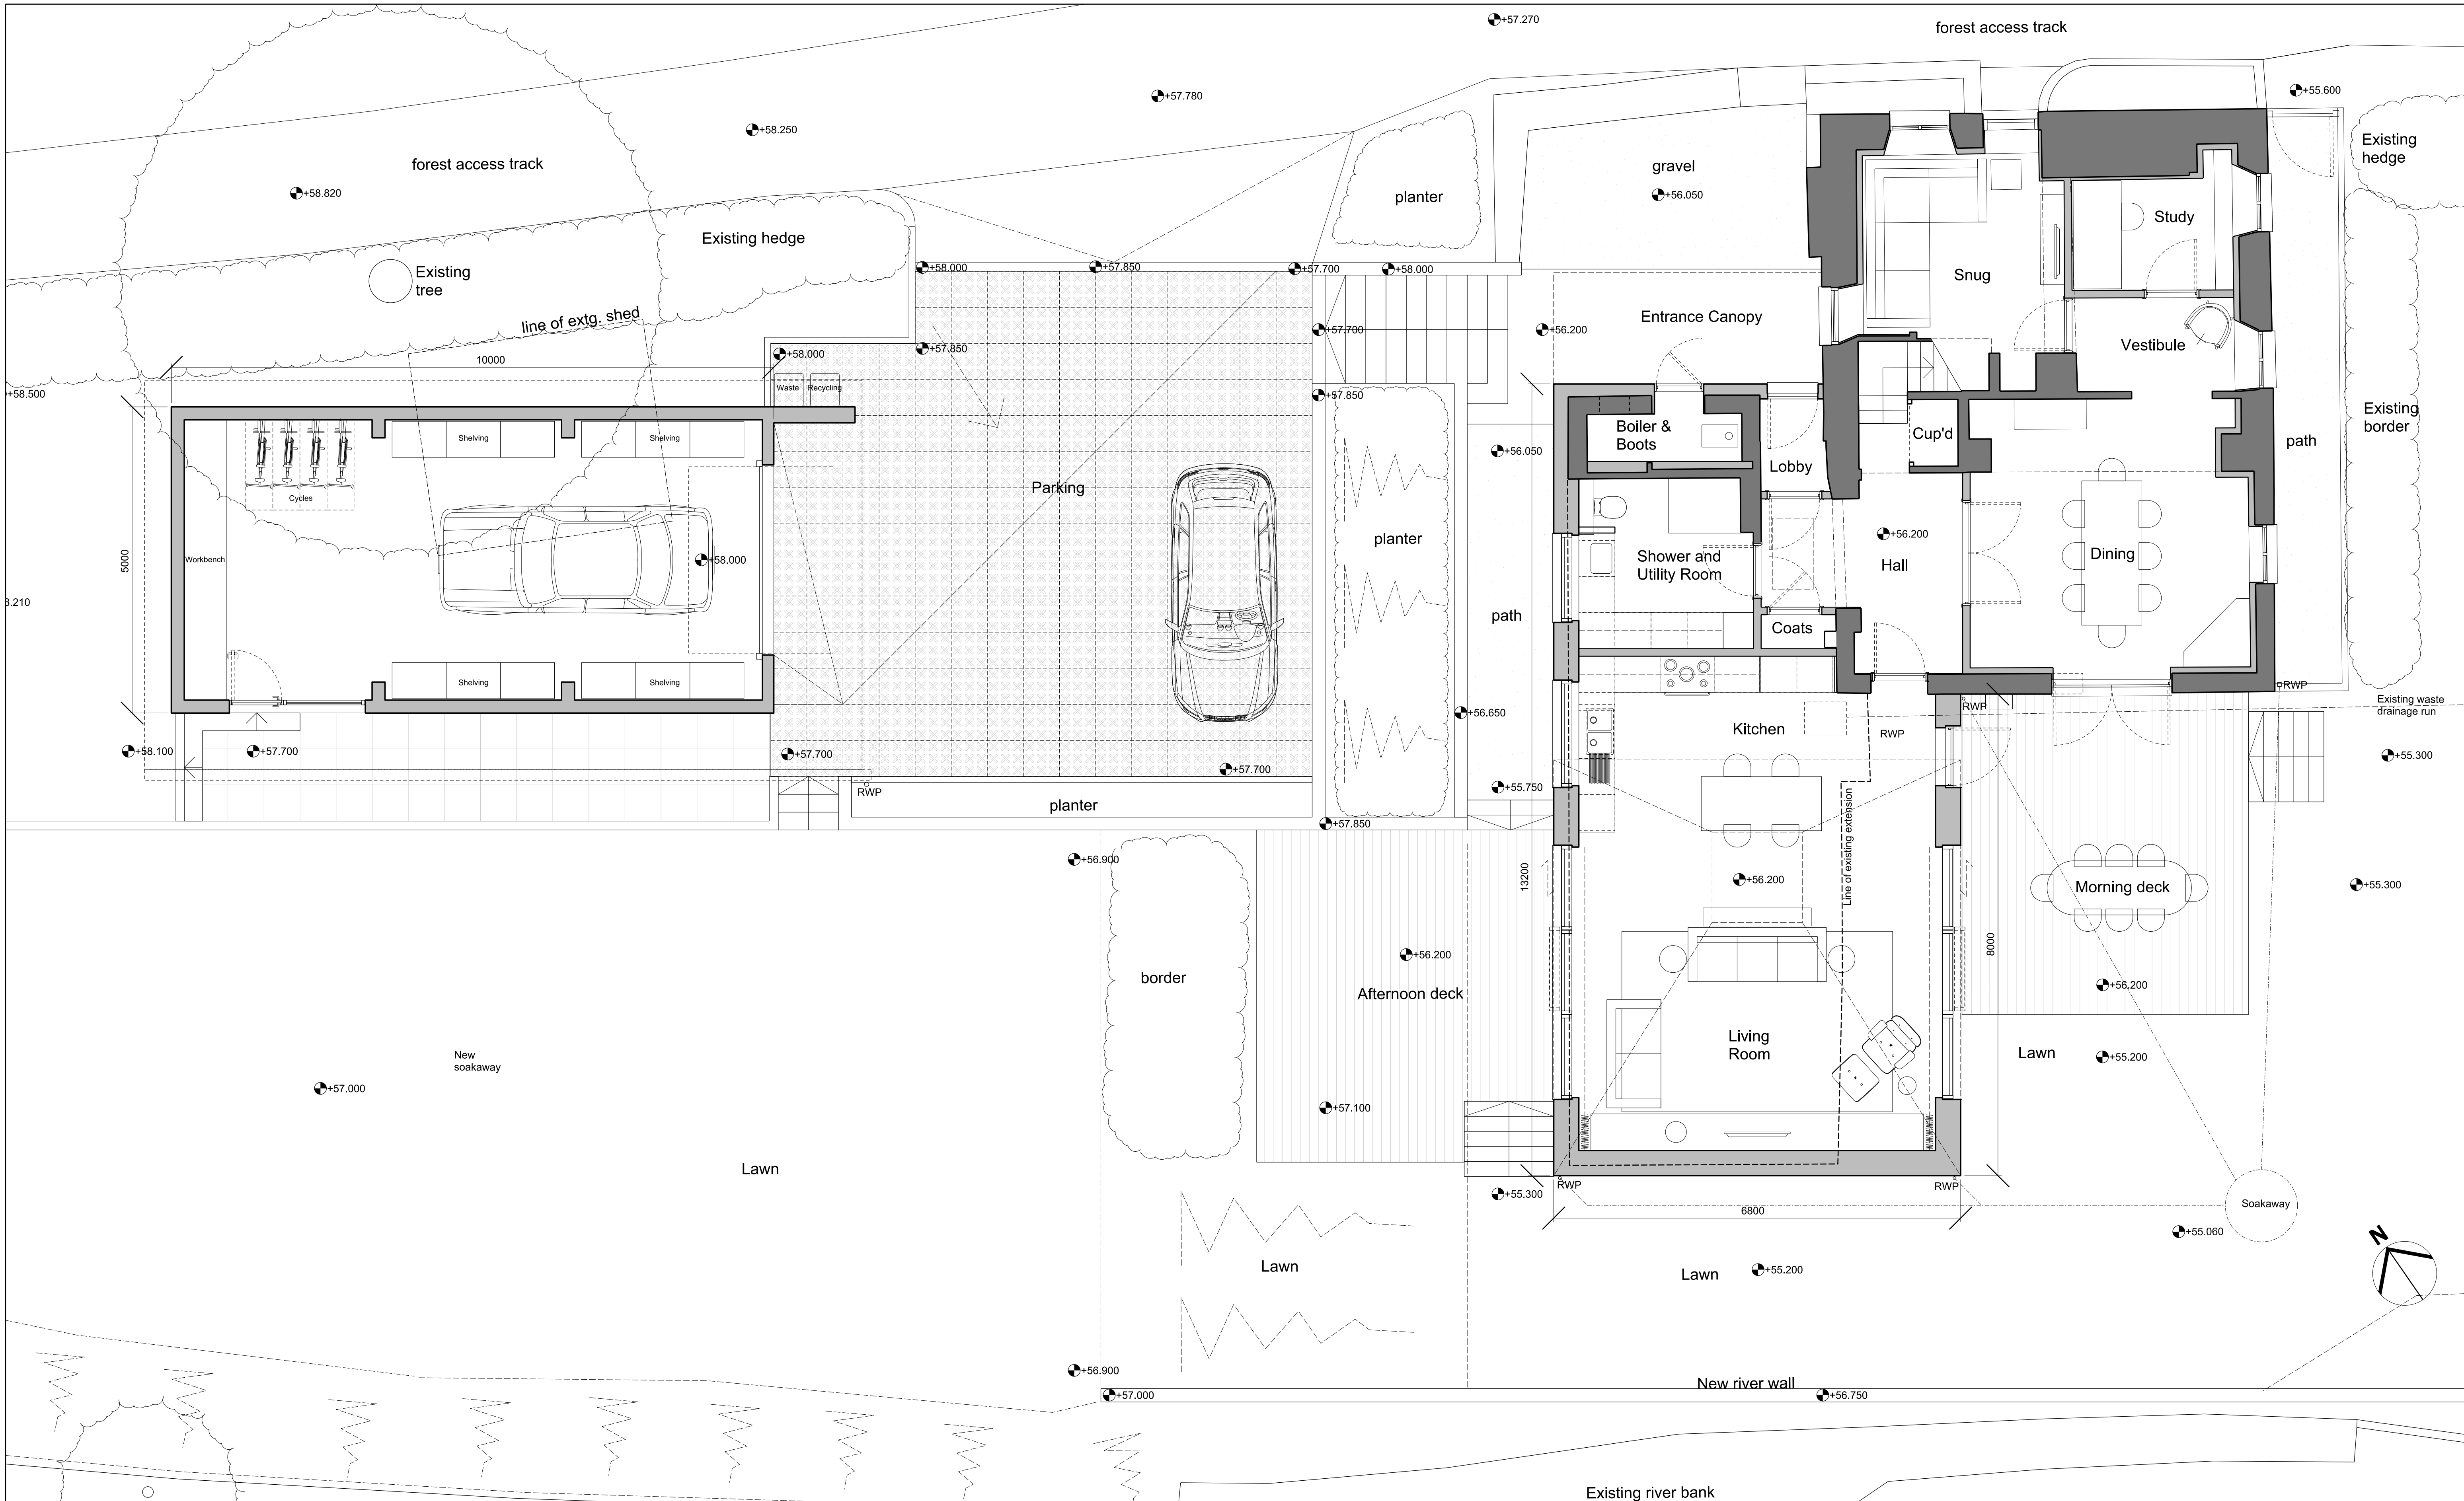 +57.270
forest access track
+57.780
+55.600
+58.250
Existing
hedge
forest access track
gravel
+58.820
planter
+56.050
Study
Existing hedge
+58.000
+57.850
+57.700
+58.000
Existing
tree
Snug
line of extg. shed
Entrance Canopy
+57.700
+56.200
Vestibule
10000
+58.000
+57.850
Waste
Recycling
+58.500
+57.850
Existing
border
path
Boiler &
Boots
Cup'd
Lobby
Shelving
Shelving
+56.050
Parking
Cycles
planter
+56.200
Hall
Dining
5000
Workbench
+58.000
Shower and
Utility Room
path
Coats
Shelving
Shelving
RWP
Existing waste
drainage run
RWP
+56.650
Kitchen
RWP
+58.100
+57.700
+57.700
+57.700
+55.300
+55.750
RWP
planter
+57.850
Line of existing extension
+56.900
13200
+56.200
Morning deck
+55.300
8000
border
+56.200
Afternoon deck
+56.200
Living
Room
Lawn
+55.200
New
soakaway
+57.000
+57.100
Lawn
RWP
RWP
+55.300
6800
Soakaway
+55.060
N
Lawn
Lawn
+55.200
+56.900
New river wall
+57.000
+56.750
Existing river bank